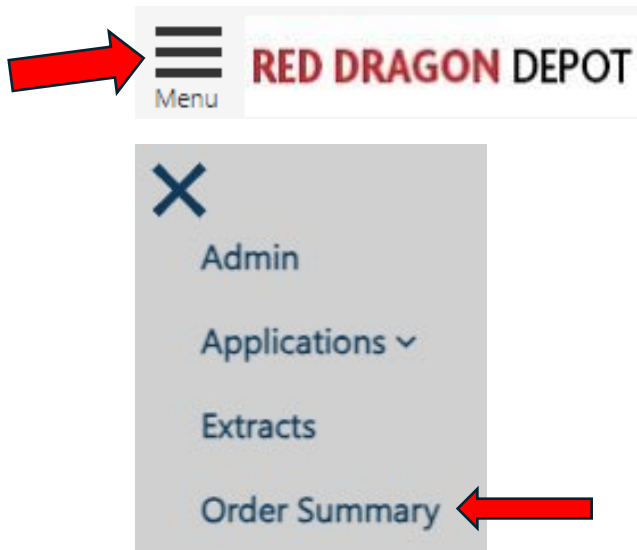 RED DRAGON DEPOT
Menu
Admin
Applications
Extracts
Order Summary